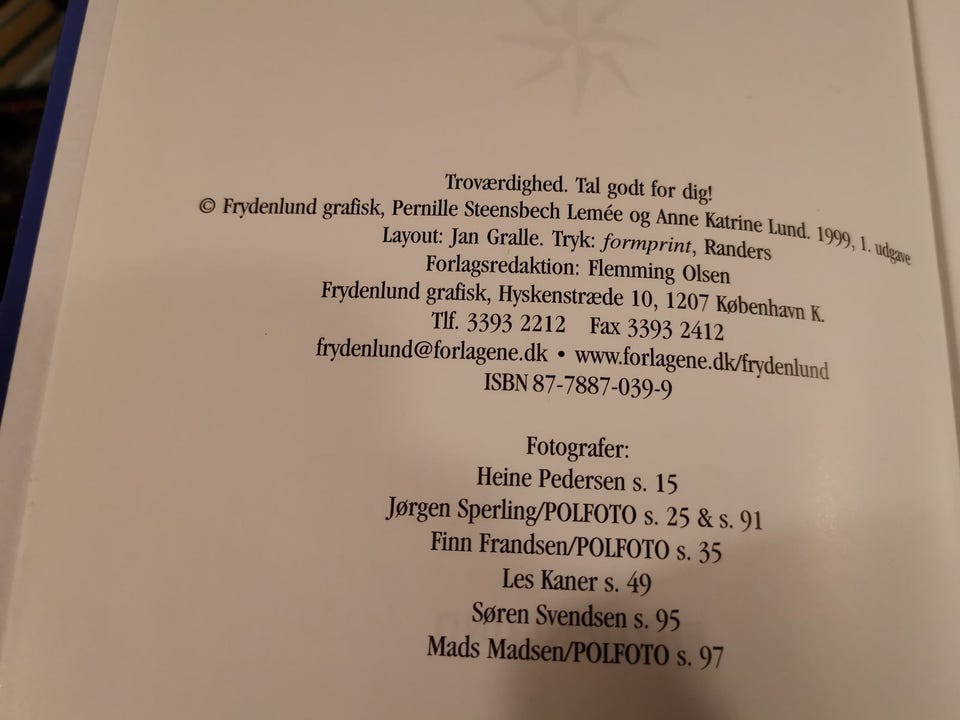 Troværdighed. Tal godt for dig!
© Frydenlund grafisk, Pernille Steensbech Lemée og Anne Katrine Lund. 1999, 1. udgave
Layout: Jan Gralle. Tryk: formprint, Randers
Forlagsredaktion: Flemming Olsen
Frydenlund grafisk, Hyskenstræde 10, 1207 København K.
Tlf. 3393 2212 Fax 3393 2412
frydenlund@forlagene.dk • www.forlagene.dk/frydenlund
ISBN 87-7887-039-9
Fotografer:
Heine Pedersen s. 15
Jørgen Sperling/POLFOTO s. 25 & s. 91
Finn Frandsen/POLFOTO s. 35
Les Kaner s. 49
Søren Svendsen s. 95
Mads Madsen/POLFOTO s. 97